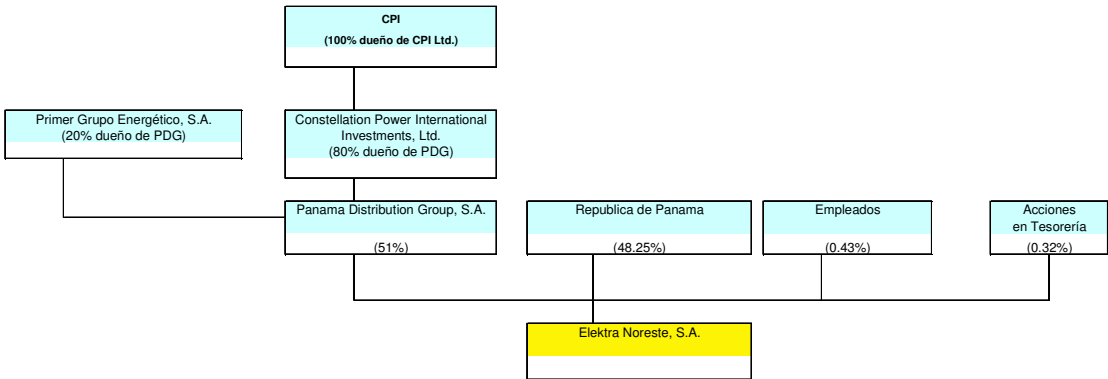 CPI
(100% dueño de CPI Ltd.)
Primer Grupo Energético, S.A.
(20% dueño de PDG)
Constellation Power International
Investments, Ltd.
(80% dueño de PDG)
Panama Distribution Group, S.A.
(51%)
Republica de Panama
(48.25%)
Empleados
(0.43%)
Acciones
en Tesorería
(0.32%)
Elektra Noreste, S.A.